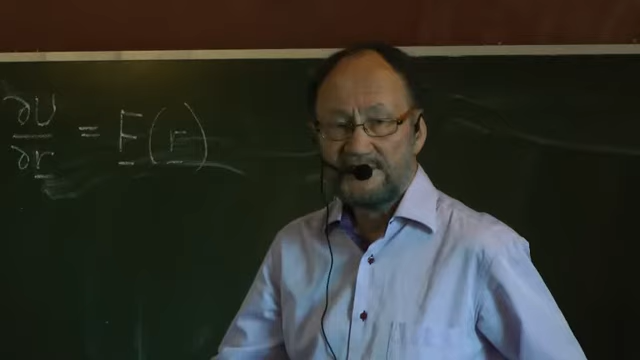 ∂U/∂r = F(r)